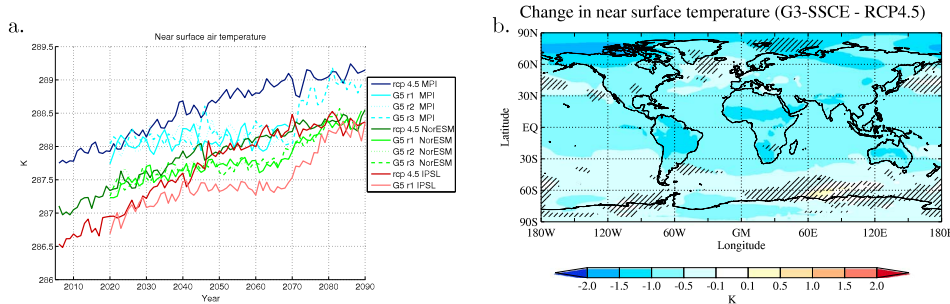 a.
Near surface air temperature
289.5
289
288.5
288
287.5
287
286.5
286
K
2010 2020 2030 2040 2050 2060 2070 2080 2090
Year
rcp 4.5 MPI
G5 r1 MPI
G5 r2 MPI
G5 r3 MPI
rcp 4.5 NorESM
G5 r1 NorESM
G5 r2 NorESM
G5 r3 NorESM
rcp 4.5 IPSL
G5 r1 IPSL
b.
Change in near surface temperature (G3-SSCE - RCP4.5)
90N
60N
30N
EQ
30S
60S
90S
Latitude
180W 120W 60W GM 60E 120E 180E
Longitude
-2.0 -1.5 -1.0 -0.5 -0.1 0.1 0.5 1.0 1.5 2.0
K